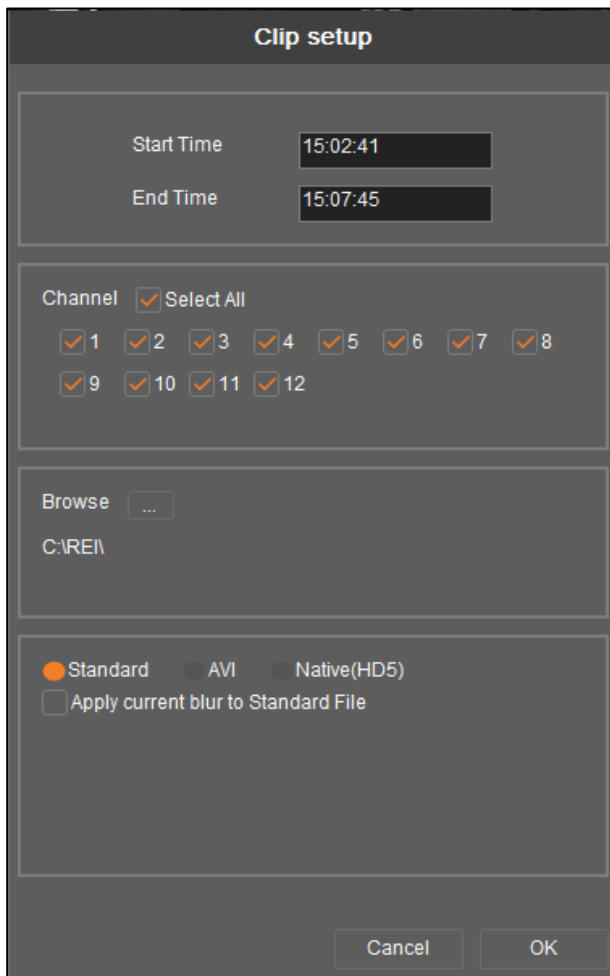 Clip setup
Start Time 15:02:41
End Time 15:07:45
Channel Select All
1 2 3 4 5 6 7 8
9 10 11 12
Browse ...
C:\REI\
Standard AVI Native(HD5)
Apply current blur to Standard File
Cancel OK